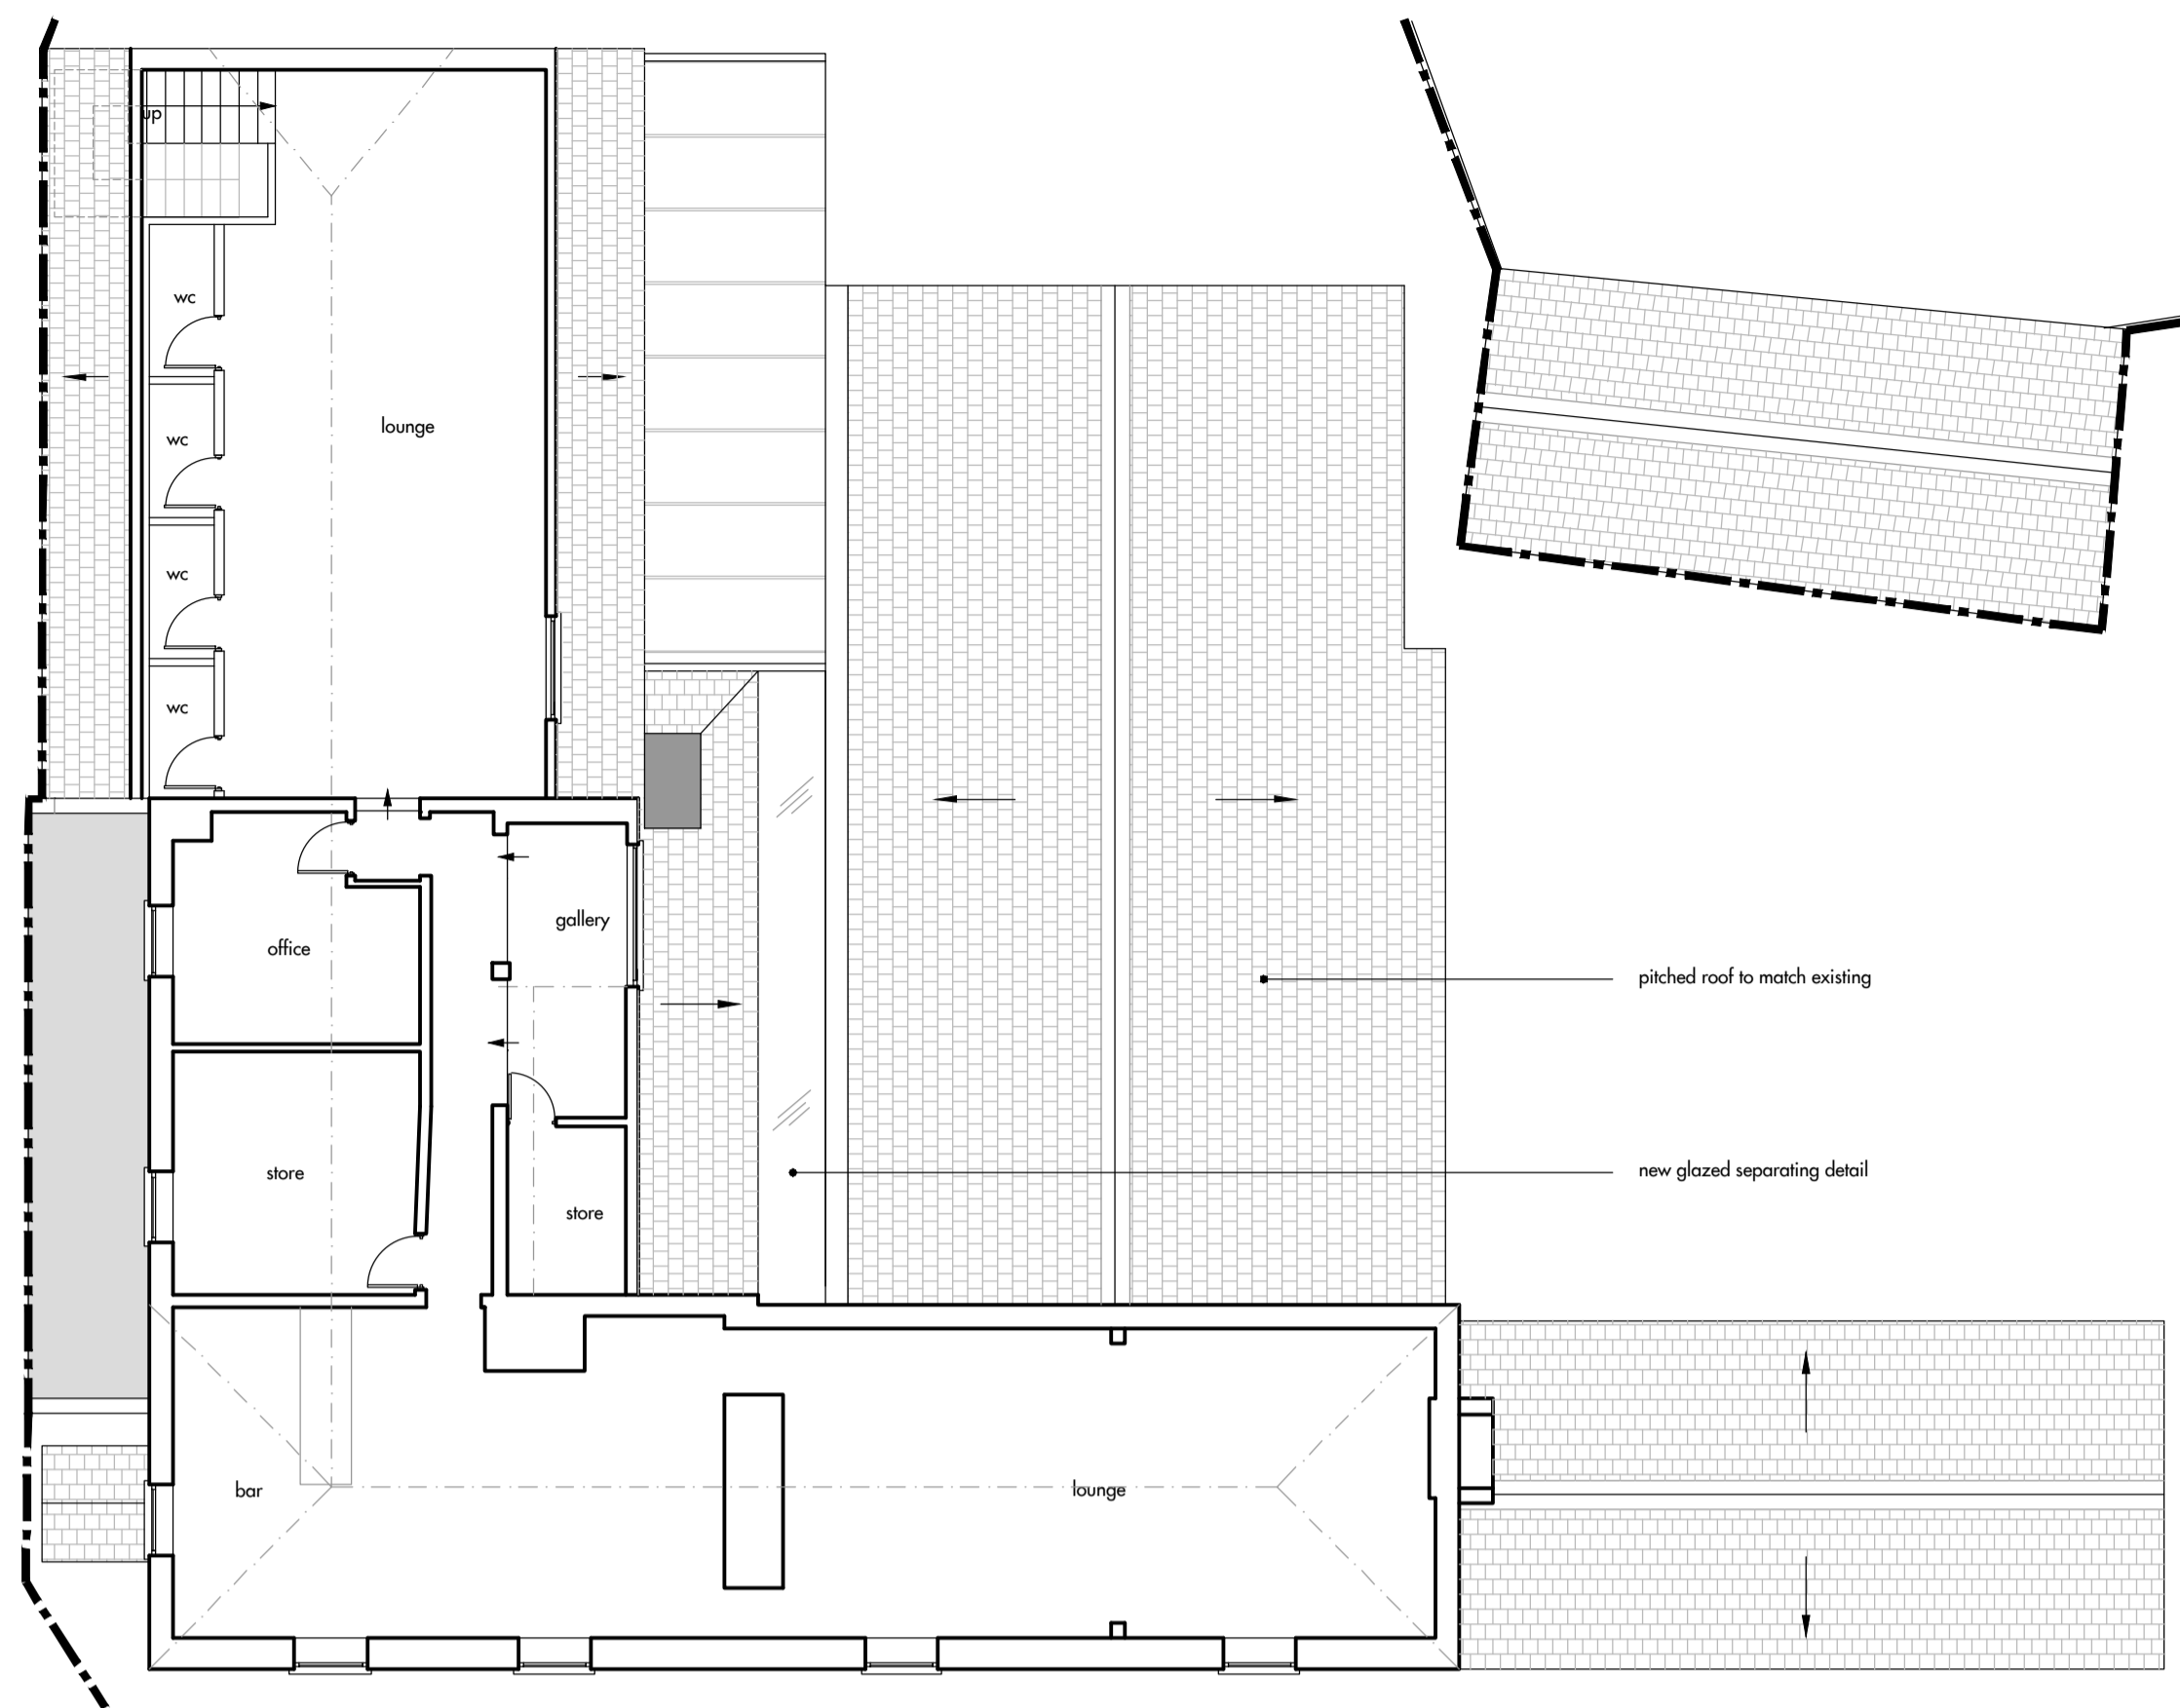 up
wc
wc
lounge
wc
wc
gallery
office
pitched roof to match existing
store
new glazed separating detail
store
bar
lounge